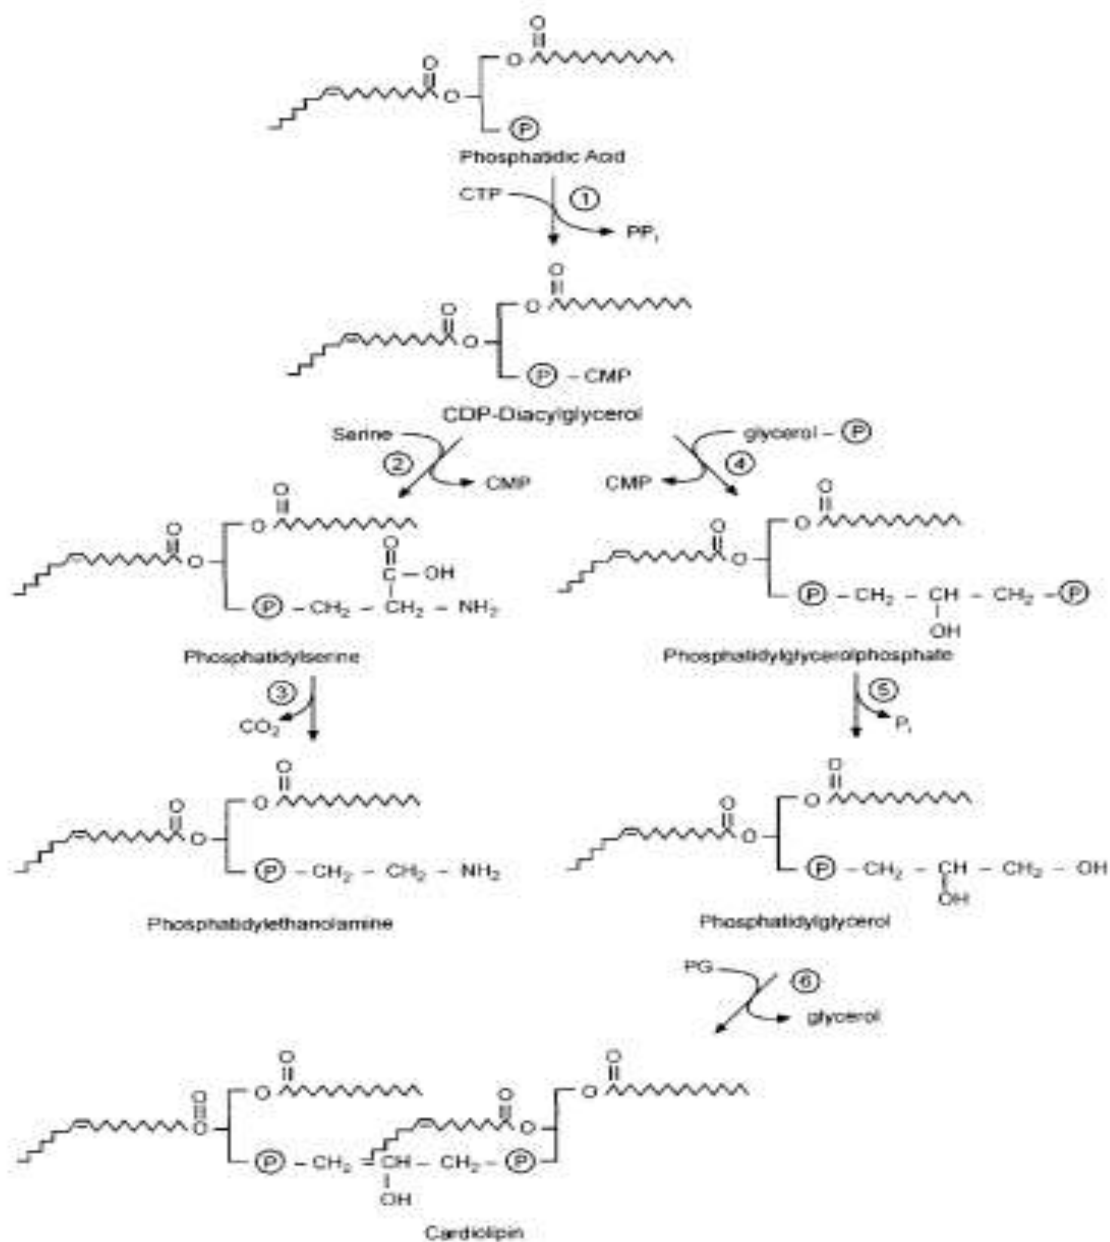 O
O
O
O
P
Phosphatidic Acid
CTP
1
PPi
O
O
O
O
P – CMP
CDP-Diacylglycerol
Serine
2
CMP
glycerol – P
4
CMP
O
O
O
O
O
C – OH
P – CH2 – CH2 – NH2
Phosphatidylserine
O
O
O
O
P – CH2 – CH – CH2 – P
OH
Phosphatidylglycerolphosphate
3
CO2
5
Pi
O
O
O
O
P – CH2 – CH2 – NH2
Phosphatidylethanolamine
O
O
O
O
P – CH2 – CH – CH2 – OH
OH
Phosphatidylglycerol
PG
6
glycerol
O
O
O
O
O
O
O
O
P – CH2 – CH – CH2 – P
OH
Cardiolipin